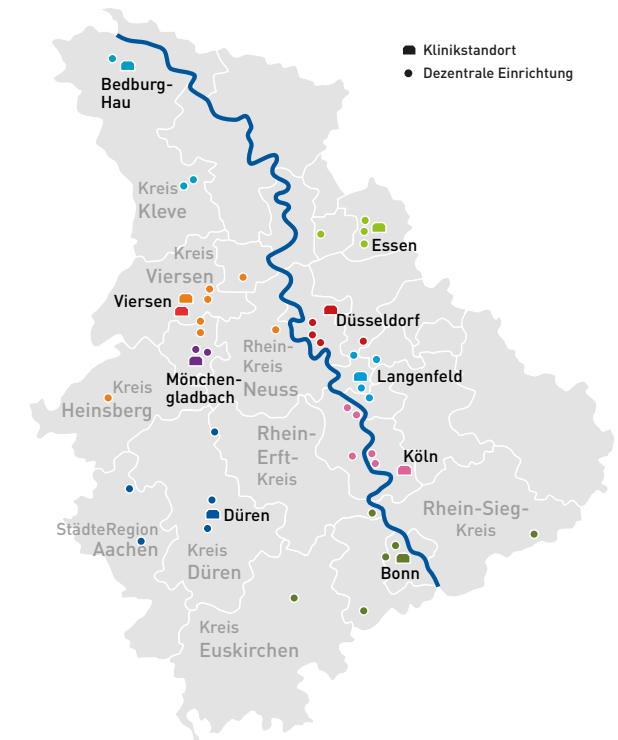 Klinikstandort
Dezentrale Einrichtung
Bedburg-
Hau
Kreis
Kleve
Essen
Kreis
Viersen
Viersen
Düsseldorf
Rhein-
Kreis
Neuss
Mönchen-
gladbach
Langenfeld
Kreis
Heinsberg
Rhein-
Erft-
Kreis
Köln
Rhein-Sieg-
Kreis
Düren
StädteRegion
Aachen
Kreis
Düren
Bonn
Kreis
Euskirchen